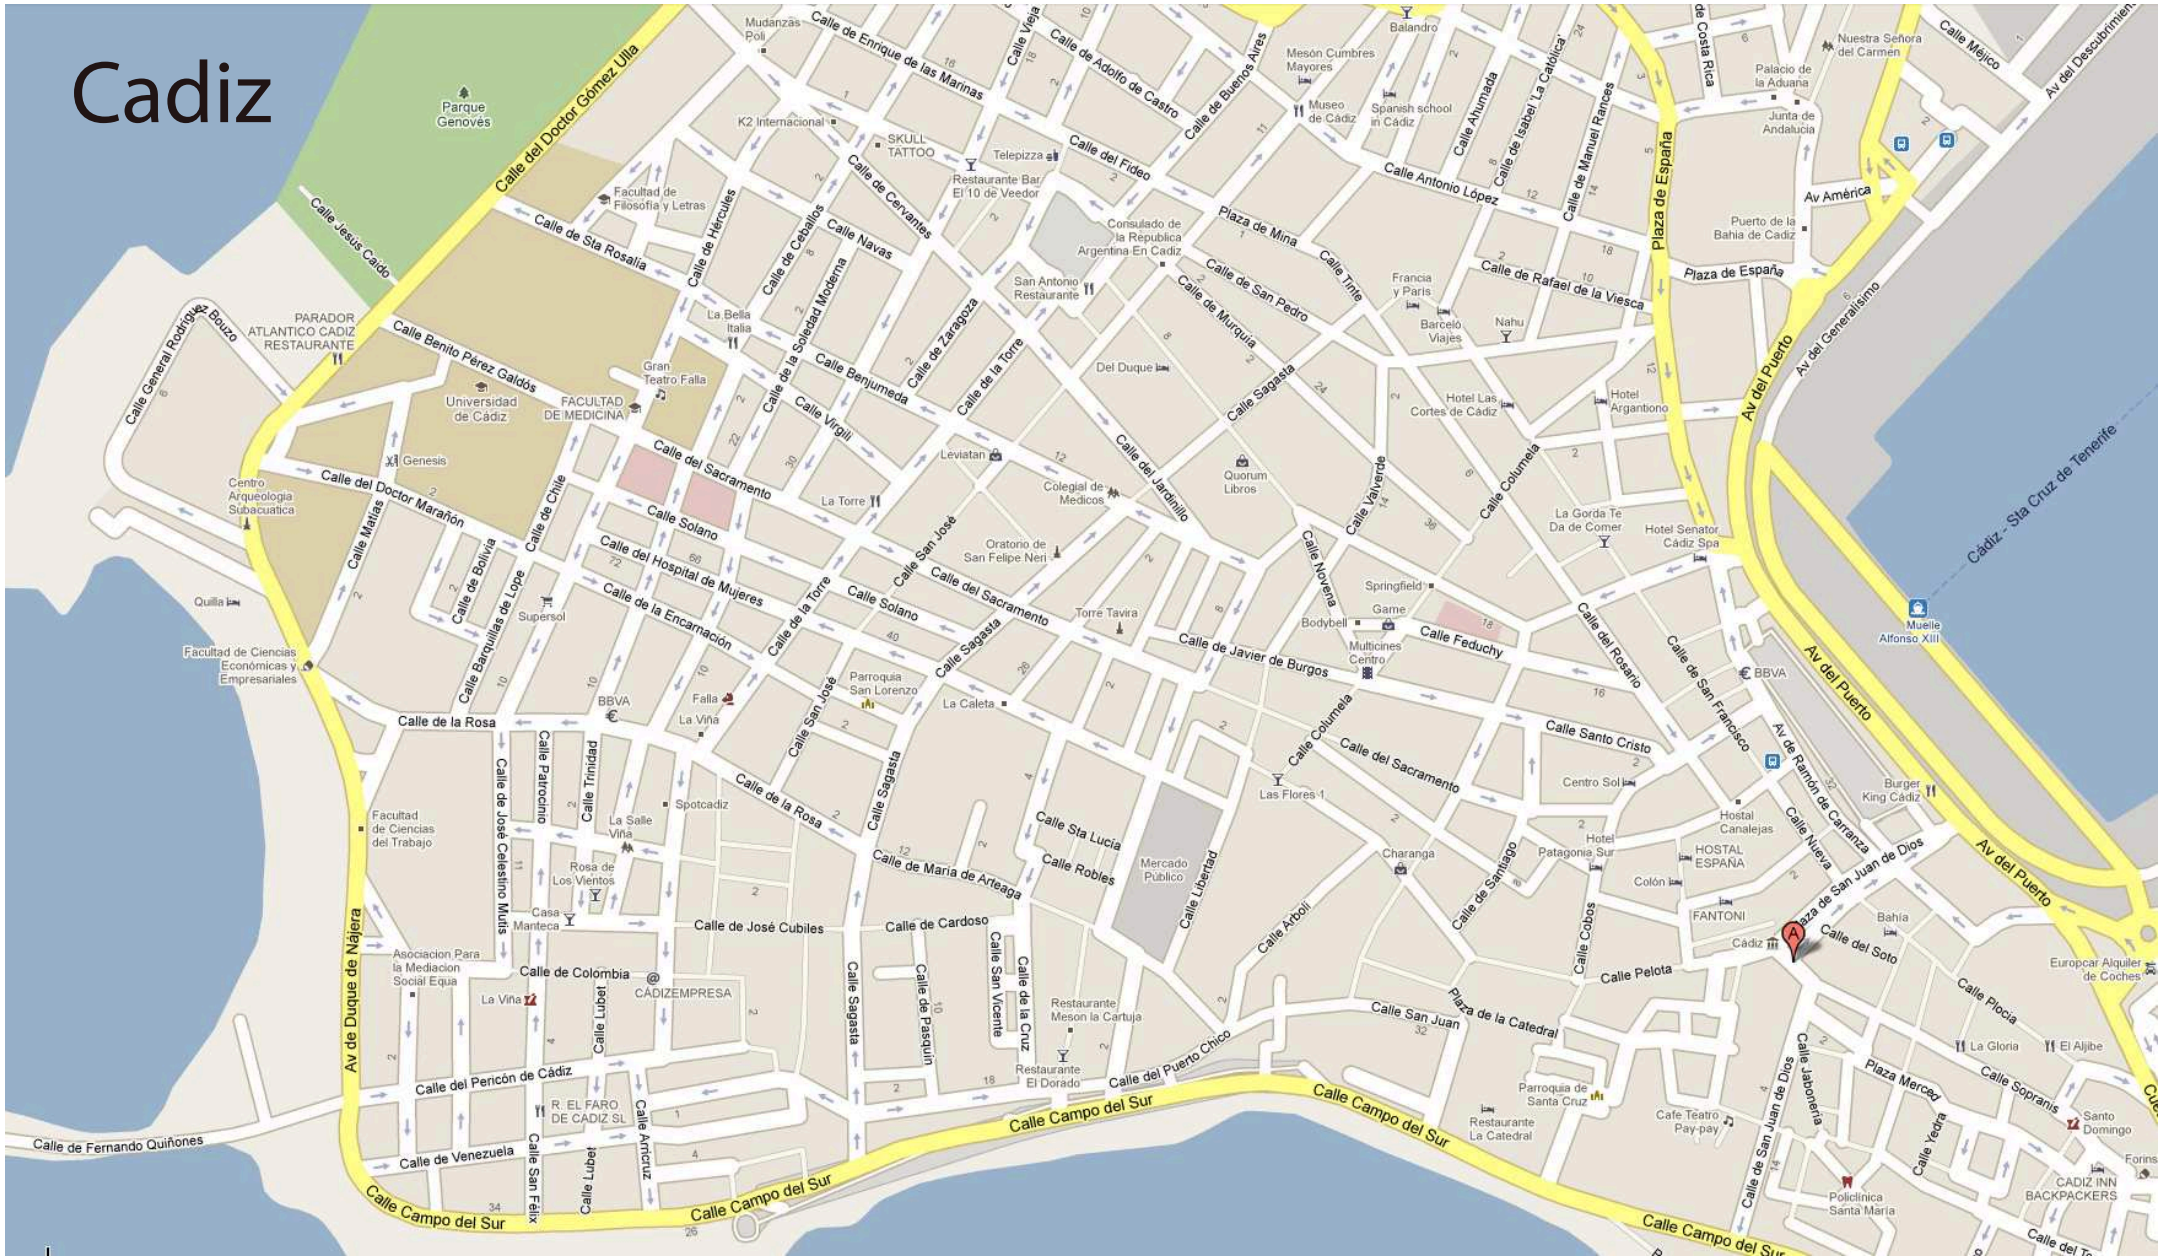 Cadiz
Parque
Genovés
Calle del Doctor Gómez Ulla
Calle Jesús Caido
Mudanzas
Poli
Calle de Enrique de las Marinas
Calle Vieja
Calle de Adolfo de Castro
Calle de Buenos Aires
Balandro
Mesón Cumbres
Mayores
Museo
de Cádiz
Spanish school
in Cádiz
Calle Ahumada
Calle de Isabel 'La Católica'
Calle de Manuel Rances
Plaza de España
de Costa Rica
Nuestra Señora
del Carmen
Palacio de
la Aduana
Junta de
Andalucia
Calle Méjico
Av del Descubrimien
K2 Internacional
SKULL
TATTOO
Telepizza
Restaurante Bar
El 10 de Veedor
Calle del Fideo
Calle Antonio López
Av América
Puerto de la
Bahia de Cadiz
Facultad de
Filosofia y Letras
Calle de Sta Rosalía
Calle de Hércules
Calle de Ceballos
Calle de Cervantes
Calle Navas
Plaza de Mina
Consulado de
la República
Argentina En Cadiz
San Antonio
Restaurante
Calle de San Pedro
Calle de Murquia
Calle Tinte
Francia
y París
Barceló
Viajes
Nahu
Calle de Rafael de la Viesca
Plaza de España
Av del Puerto
Av del Generalísimo
Calle General Rodríguez Bouzo
PARADOR
ATLANTICO CADIZ
RESTAURANTE
Calle Benito Pérez Galdós
Universidad
de Cádiz
FACULTAD
DE MEDICINA
Gran
Teatro Falla
La Bella
Italia
Calle de la Soledad Moderna
Calle Benjumeda
Calle de Zaragoza
Calle de la Torre
Calle Virgili
Del Duque
Calle Sagasta
Hotel Las
Cortes de Cádiz
Hotel
Argantiono
Genesis
Centro
Arqueologia
Subacuatica
Calle del Doctor Marañón
Calle Matias
Calle de Chile
Calle del Sacramento
Calle Solano
Leviatan
La Torre
Colegial de
Medicos
Calle del Jardinillo
Quorum
Libros
Calle Valverde
Calle Columela
La Gorda Te
Da de Comer
Hotel Senator
Cádiz Spa
Cádiz - Sta Cruz de Tenerife
Muelle
Alfonso XIII
Calle de Bolivia
Calle Barquillas de Lope
Supersol
Calle del Hospital de Mujeres
Calle de la Encarnación
Calle de la Torre
Calle San José
Oratorio de
San Felipe Neri
Calle Solano
Calle del Sacramento
Calle Sagasta
Torre Tavira
Calle Novena
Springfield
Game
Bodybell
Multicines
Centro
Calle Feduchy
Calle de Javier de Burgos
Calle del Rosario
Calle de San Francisco
BBVA
Av del Puerto
Quilla
Facultad de Ciencias
Económicas y
Empresariales
Calle de la Rosa
BBVA
Falla
La Viña
Calle San José
Parroquia
San Lorenzo
La Caleta
Calle Columela
Calle del Sacramento
Las Flores 1
Calle Santo Cristo
Centro Sol
Av de Ramón de Carranza
Burger
King Cádiz
Hostal
Canalejas
Calle Nueva
Calle de José Celestino Mutis
Calle Patrocinio
Calle Trinidad
La Salle
Viña
Spotcadiz
Calle de la Rosa
Calle Sagasta
Facultad
de Ciencias
del Trabajo
Rosa de
Los Vientos
Casa
Manteca
Calle de José Cubiles
Calle de María de Arteaga
Calle Sta Lucía
Calle Robles
Mercado
Público
Calle Libertad
Calle Arboli
Charanga
Calle de Santiago
Hotel
Patagonia Sur
HOSTAL
ESPAÑA
Colón
FANTONI
Plaza de San Juan de Dios
Cádiz
A
Bahía
Calle del Soto
Av del Puerto
Europcar Alquiler
de Coches
Av de Duque de Nájera
Asociacion Para
la Mediacion
Social Equa
Calle de Colombia
@
CÁDIZEMPRESA
La Viña
Calle Lubet
Calle de Cardoso
Calle de Pasquín
Calle San Vicente
Calle de la Cruz
Calle Sagasta
Restaurante
Meson la Cartuja
Restaurante
El Dorado
Calle del Puerto Chico
Calle San Juan
Plaza de la Catedral
Calle Cobos
Calle Pelota
Calle Plocia
La Gloria
El Aljibe
Calle del Pericón de Cádiz
R. EL FARO
DE CADIZ SL
Calle Arricruz
Calle de Fernando Quiñones
Calle de Venezuela
Calle San Félix
Calle Lubet
Calle Campo del Sur
Calle Campo del Sur
Calle Campo del Sur
Calle Campo del Sur
Calle Campo del Sur
Restaurante
La Catedral
Parroquia de
Santa Cruz
Cafe Teatro
Pay-pay
Calle de San Juan de Dios
Calle Jabonería
Plaza Merced
Calle Sopranis
Calle Yedra
Santo
Domingo
Policlínica
Santa María
CADIZ INN
BACKPACKERS
Forins
Calle del Te